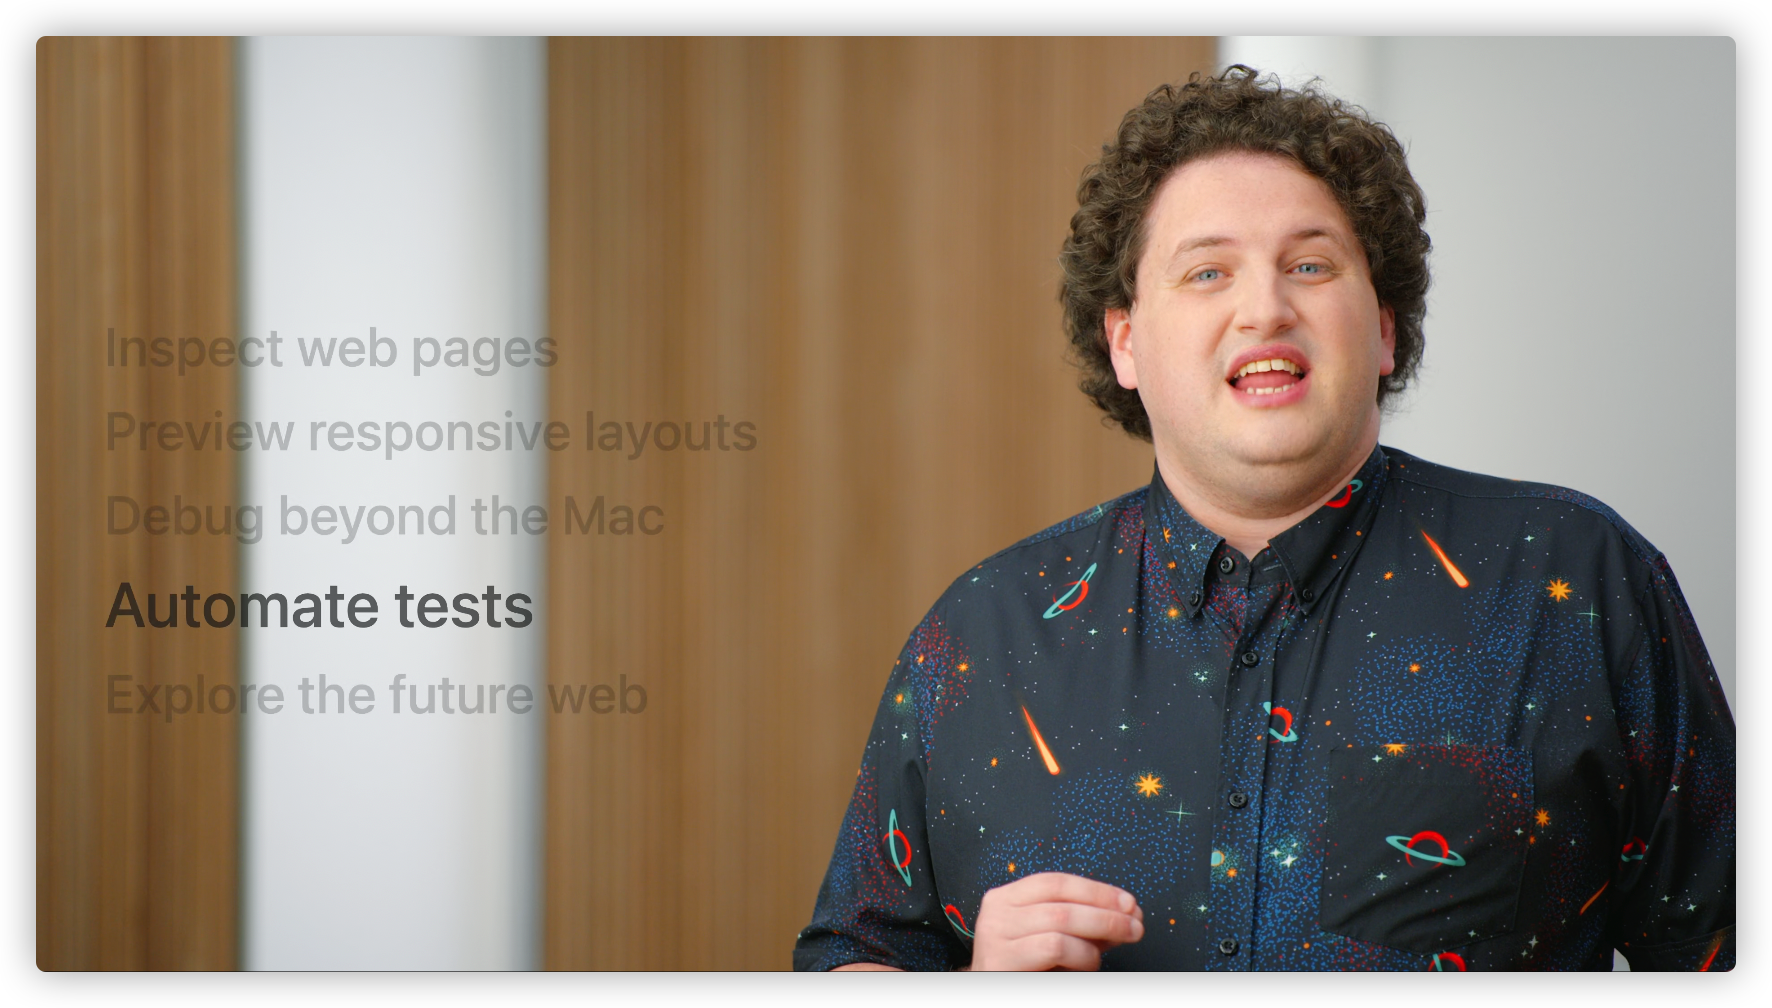 Inspect web pages
Preview responsive layouts
Debug beyond the Mac
Automate tests
Explore the future web